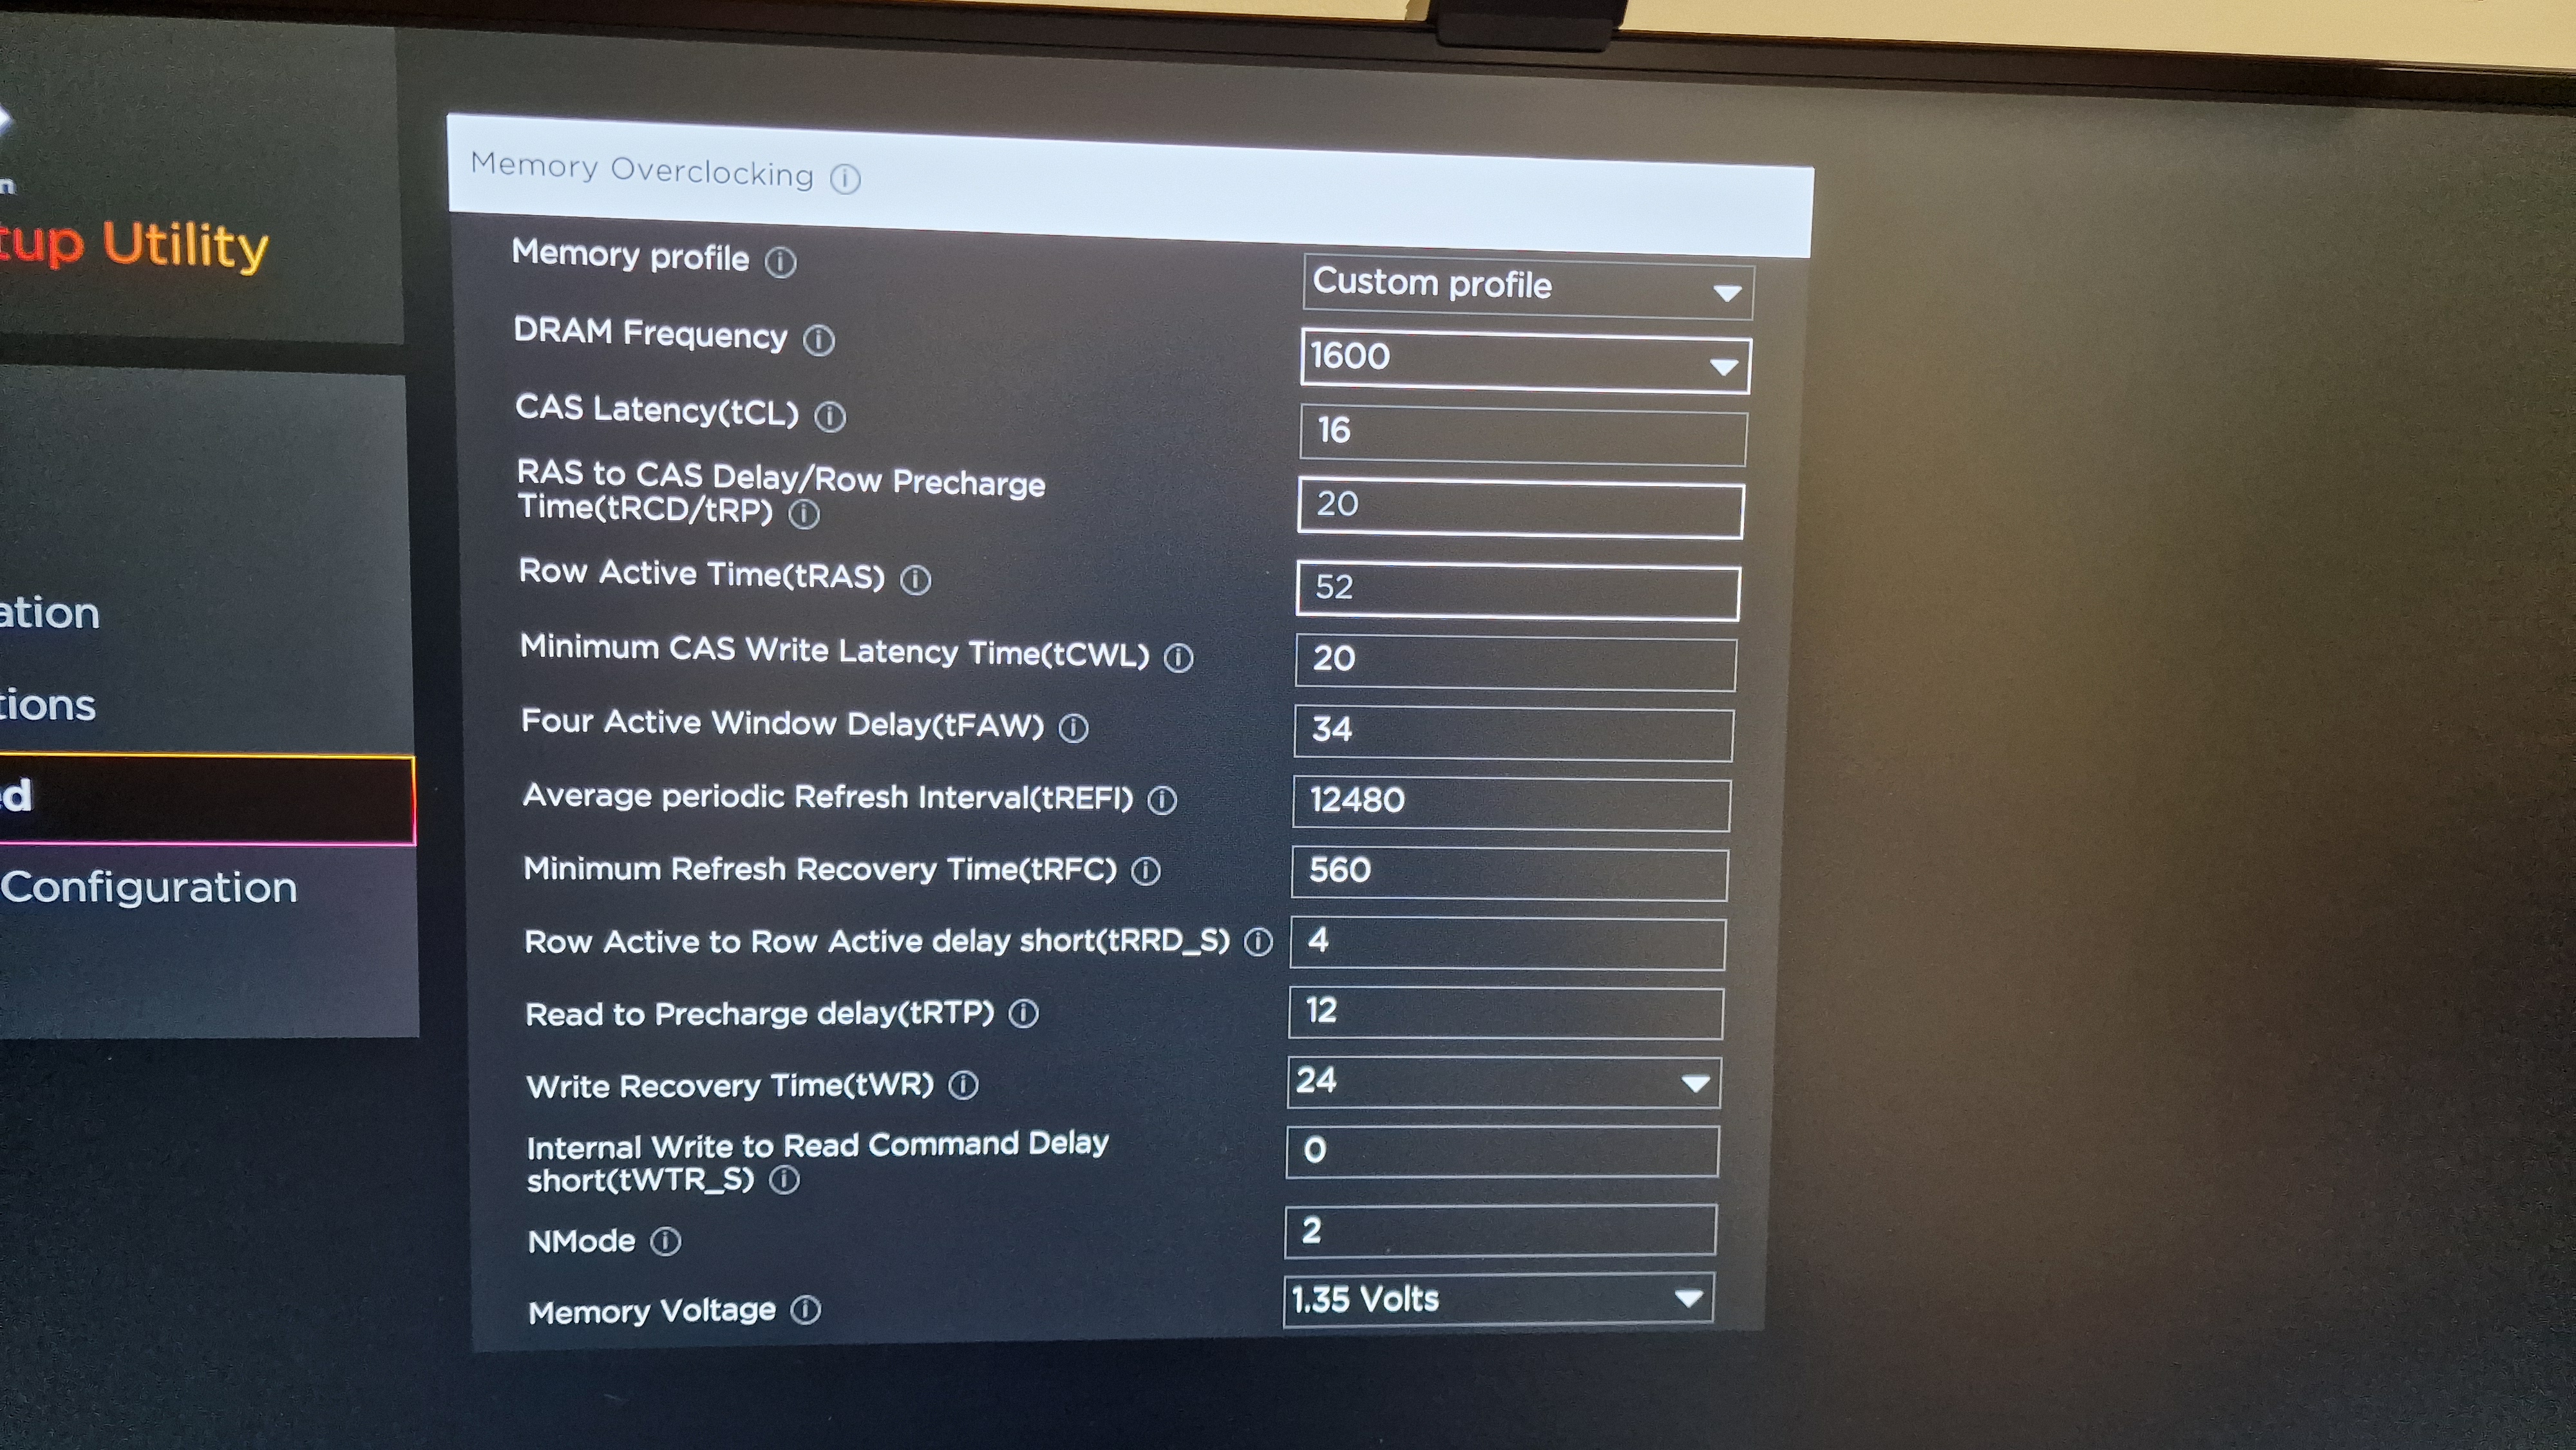 n
tup Utility
ation
tions
ed
Configuration
Memory Overclocking
Memory profile
Custom profile
DRAM Frequency
1600
CAS Latency(tCL)
16
RAS to CAS Delay/Row Precharge
Time(tRCD/tRP)
20
Row Active Time(tRAS)
52
Minimum CAS Write Latency Time(tCWL)
20
Four Active Window Delay(tFAW)
34
Average periodic Refresh Interval(tREFI)
12480
Minimum Refresh Recovery Time(tRFC)
560
Row Active to Row Active delay short(tRRD_S)
4
Read to Precharge delay(tRTP)
12
Write Recovery Time(tWR)
24
Internal Write to Read Command Delay
short(tWTR_S)
0
NMode
2
Memory Voltage
1.35 Volts